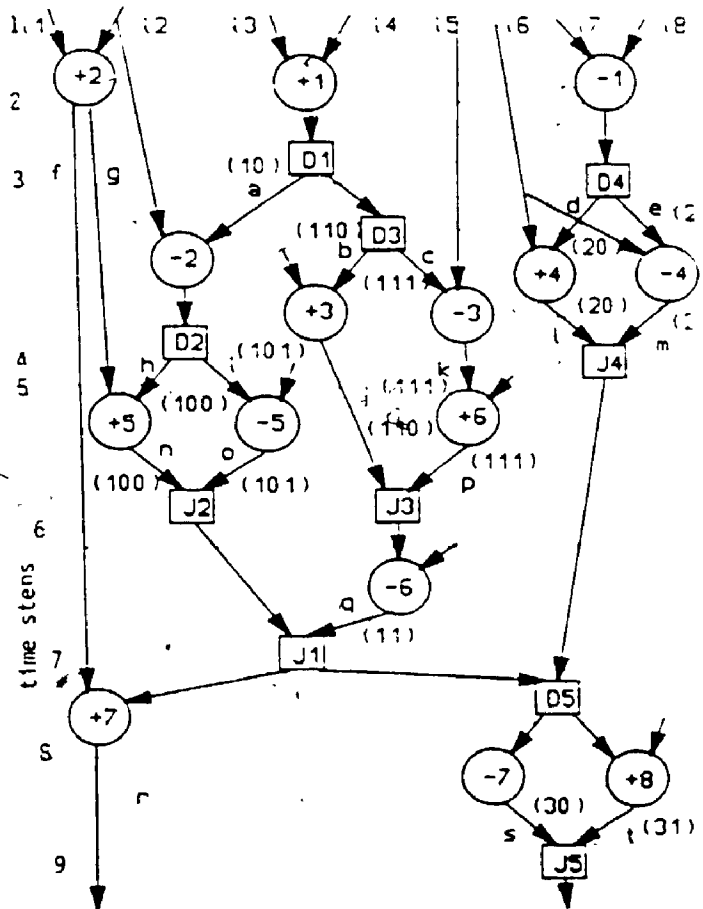 1 i1 i2 i3 i4 i5 i6 i7 i8
+2 +1 -1
2
(10) D1
3 f g a D4
(110) D3 d e (2
-2 b c (20)
+3 (111) -3 +4 -4
D2 (20) (2
4 h (101) k l J4 m
5 (100) j (111)
+5 -5 (110) +6
n o (111)
(100) (101) p
J2 J3
6
-6
q
(11)
J1
time stens
7
D5
+7
8 -7 +8
r (30)
s t (31)
9 J5